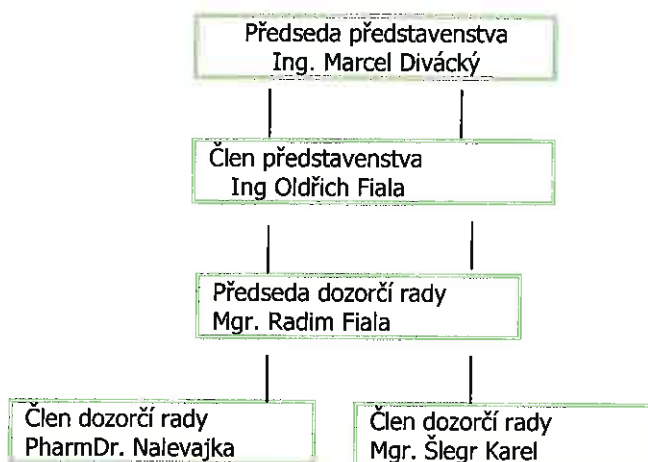 Předseda představenstva
Ing. Marcel Divácký
Člen představenstva
Ing Oldřich Fiala
Předseda dozorčí rady
Mgr. Radim Fiala
Člen dozorčí rady
PharmDr. Nalevajka
Člen dozorčí rady
Mgr. Šlegr Karel